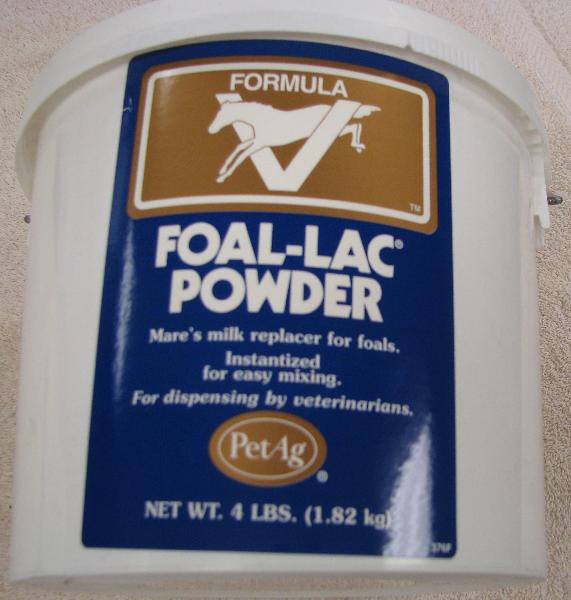 FORMULA
V
TM
FOAL-LAC®
POWDER
Mare's milk replacer for foals.
Instantized
for easy mixing.
For dispensing by veterinarians.
PetAg
®
NET WT. 4 LBS. (1.82 kg)